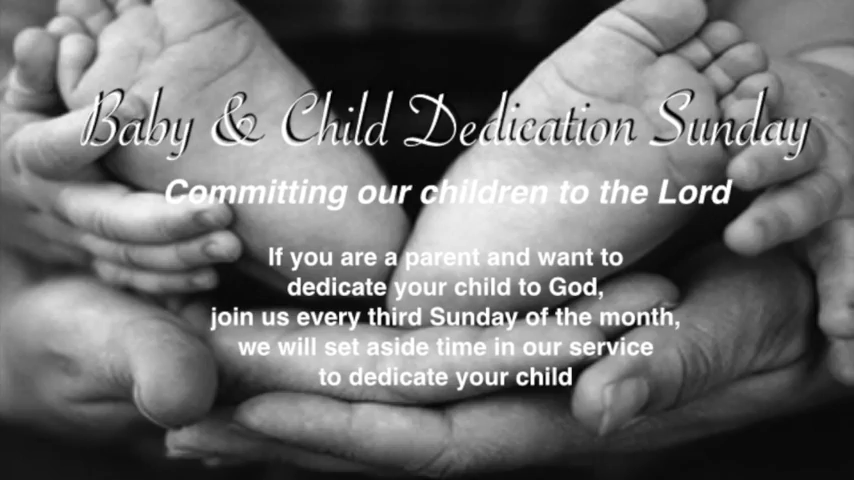 Baby & Child Dedication Sunday
Committing our children to the Lord
If you are a parent and want to
dedicate your child to God,
join us every third Sunday of the month,
we will set aside time in our service
to dedicate your child